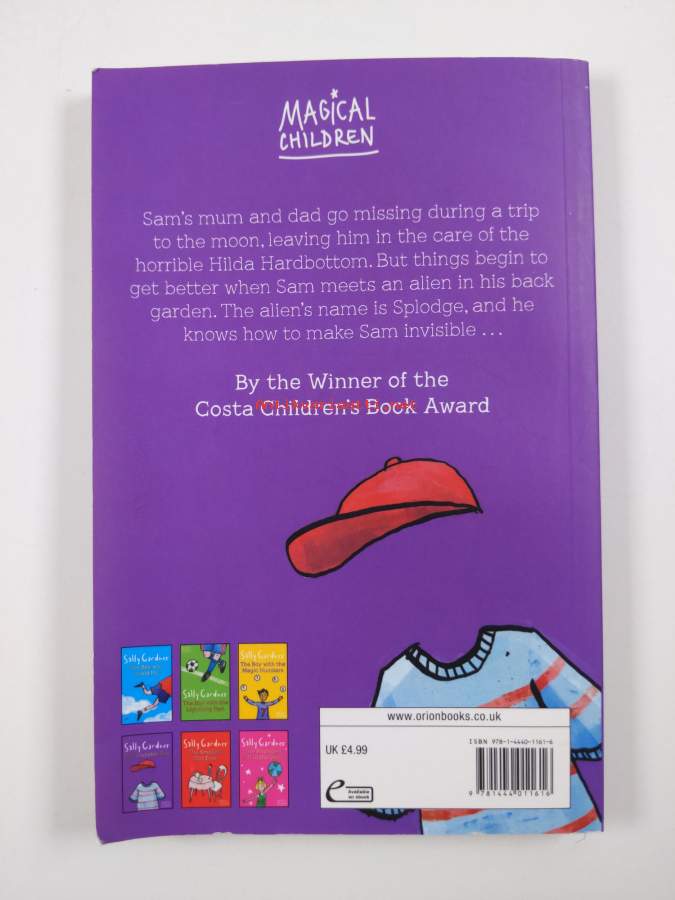 MAGICAL
CHILDREN
Sam's mum and dad go missing during a trip
to the moon, leaving him in the care of the
horrible Hilda Hardbottom. But things begin to
get better when Sam meets an alien in his back
garden. The alien's name is Splodge, and he
knows how to make Sam invisible ...
By the Winner of the
Costa Children's Book Award
Sally Gardner
Sally Gardner
The Boy with the
Lightning Feet
Sally Gardner
The Boy with the
Magic Numbers
Sally Gardner
Sally Gardner
Sally Gardner
www.orionbooks.co.uk
UK £4.99
ISBN 978-1-4440-1161-6
e
Available
as ebook
9 781444 011616